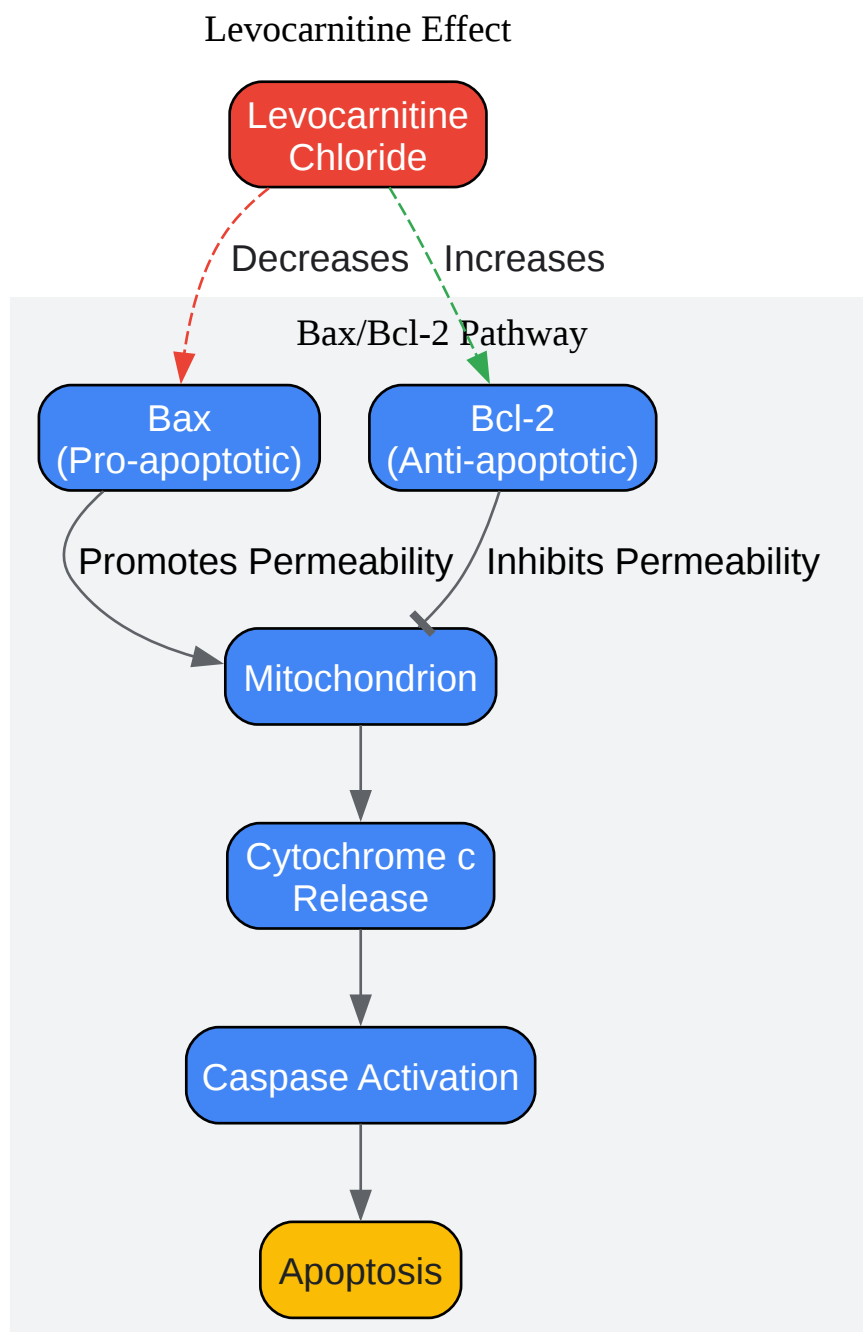 Levocarnitine Effect
Levocarnitine
Chloride
Decreases
Increases
Bax/Bcl-2 Pathway
Bax
(Pro-apoptotic)
Bcl-2
(Anti-apoptotic)
Promotes Permeability
Inhibits Permeability
Mitochondrion
Cytochrome c
Release
Caspase Activation
Apoptosis